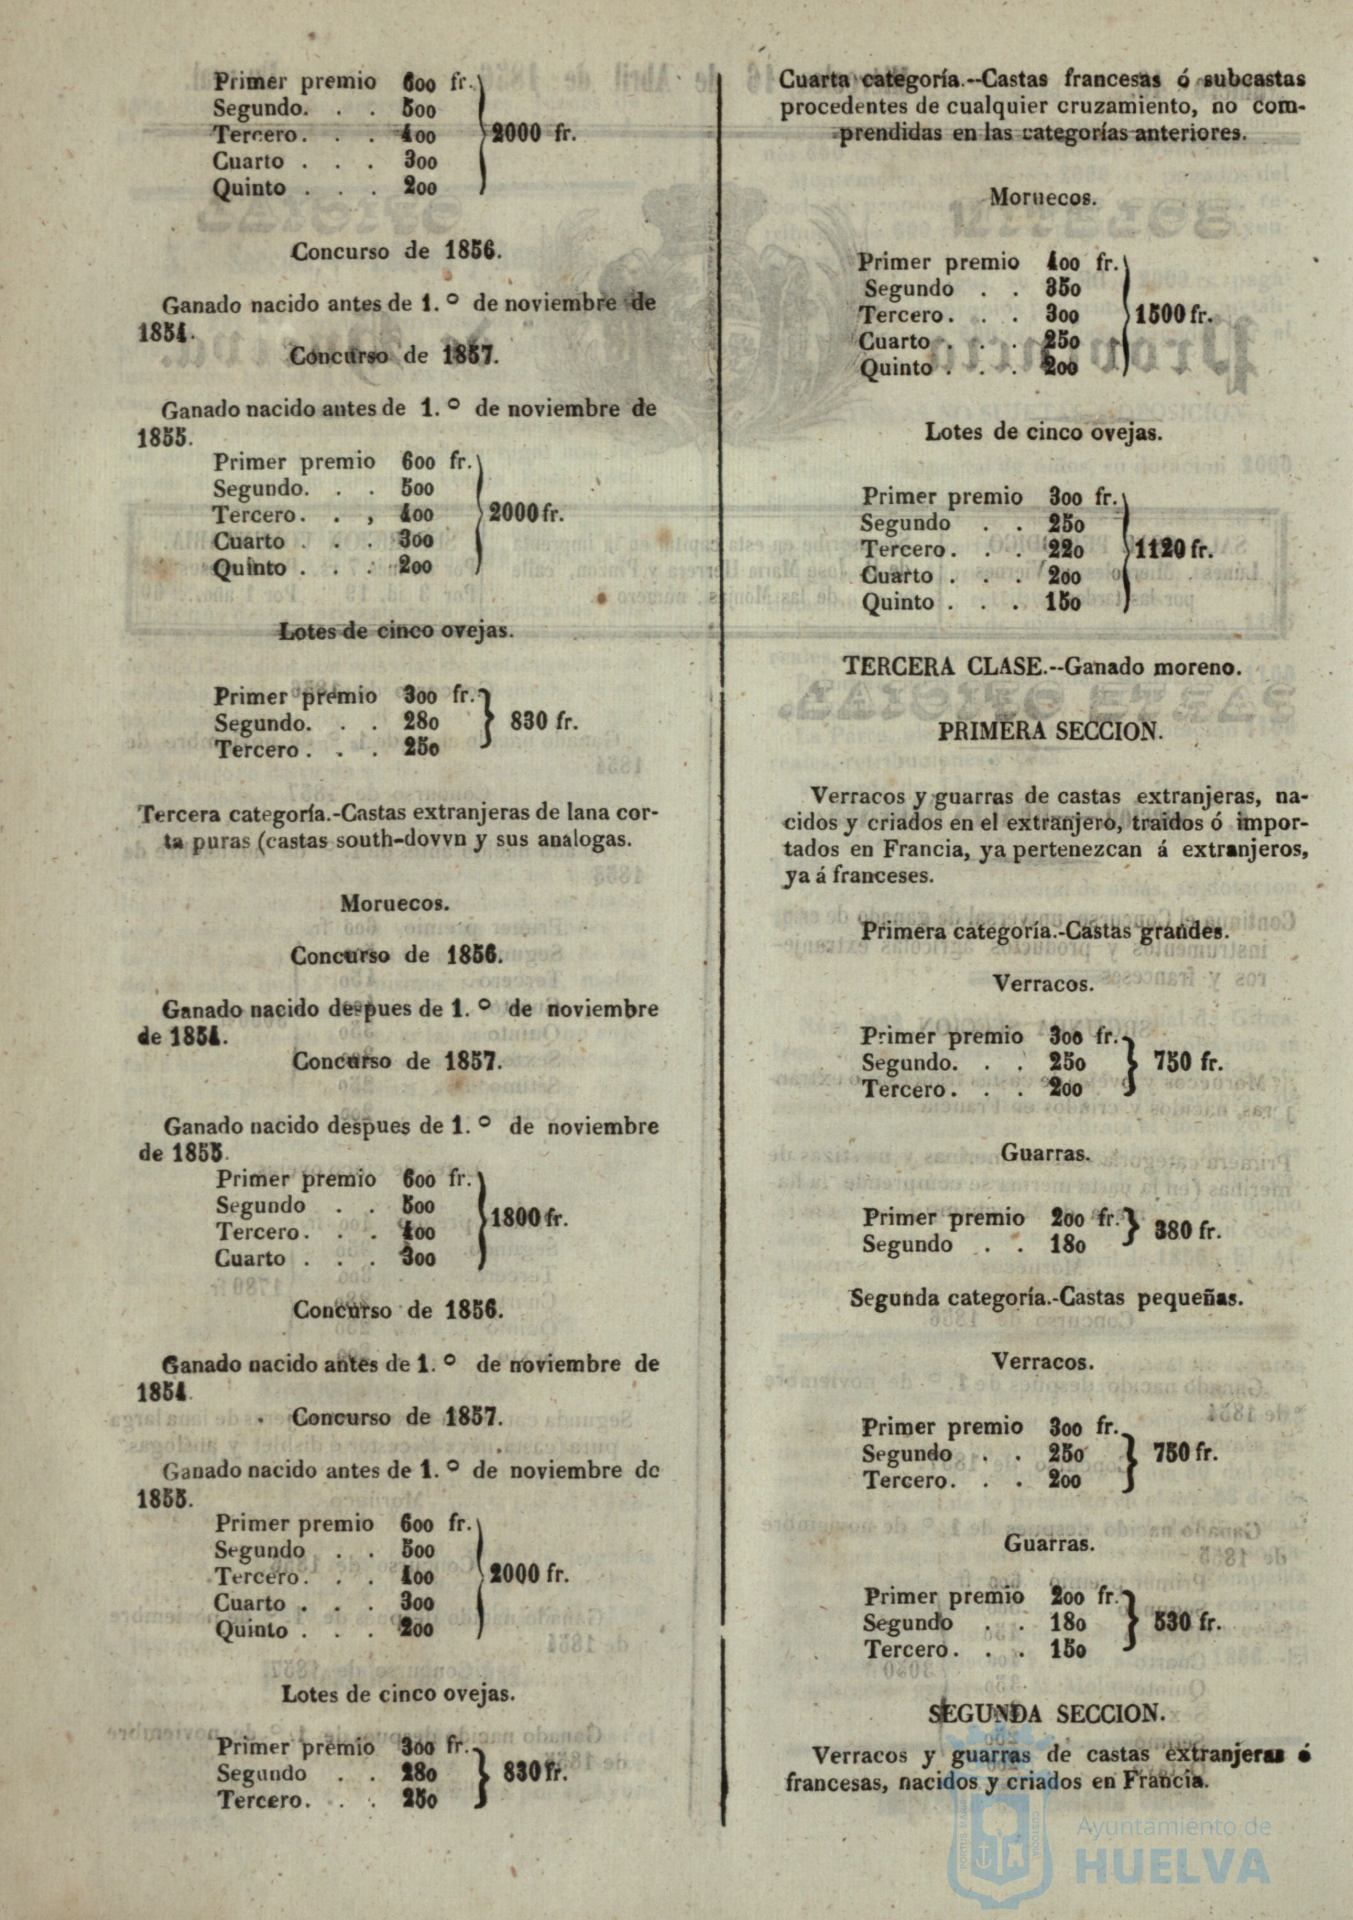 Primer premio 600 fr.
Segundo. . . 500
Tercero. . . 400
Cuarto . . . 300
Quinto . . . 200
2000 fr.
Concurso de 1856.
Ganado nacido antes de 1.º de noviembre de
1854.
Concurso de 1857.
Ganado nacido antes de 1.º de noviembre de
1855.
Primer premio 600 fr.
Segundo. . . 500
Tercero. . , 400
Cuarto . . . 300
Quinto . . . 200
2000 fr.
Lotes de cinco ovejas.
Primer premio 300 fr.
Segundo. . . 280
Tercero . . . 250
830 fr.
Tercera categoría.-Castas extranjeras de lana cor-
ta puras (castas south-dovvn y sus analogas.
Moruecos.
Concurso de 1856.
Ganado nacido despues de 1.º de noviembre
de 1854.
Concurso de 1857.
Ganado nacido despues de 1.º de noviembre
de 1855.
Primer premio 600 fr.
Segundo . . 500
Tercero. . . 400
Cuarto . . . 300
1800 fr.
Concurso de 1856.
Ganado nacido antes de 1.º de noviembre de
1854
Concurso de 1857.
Ganado nacido antes de 1.º de noviembre de
1855.
Primer premio 600 fr.
Segundo . . 500
Tercero. . . 400
Cuarto . . . 300
Quinto . . . 200
2000 fr.
Lotes de cinco ovejas.
Primer premio 300 fr.
Segundo . . 280
Tercero. . . 250
830 fr.
Cuarta categoría.--Castas francesas ó subcastas
procedentes de cualquier cruzamiento, no com-
prendidas en las categorías anteriores.
Moruecos.
Primer premio 400 fr.
Segundo . . 350
Tercero. . . 300
Cuarto . . . 250
Quinto . . . 200
1500 fr.
Lotes de cinco ovejas.
Primer premio 300 fr.
Segundo . . 250
Tercero. . . 220
Cuarto . . . 200
Quinto . . . 150
1120 fr.
TERCERA CLASE.--Ganado moreno.
PRIMERA SECCION.
Verracos y guarras de castas extranjeras, na-
cidos y criados en el extranjero, traidos ó impor-
tados en Francia, ya pertenezcan á extranjeros,
ya á franceses.
Primera categoría.-Castas grandes.
Verracos.
Primer premio 300 fr.
Segundo. . . 250
Tercero. . . 200
750 fr.
Guarras.
Primer premio 200 fr.
Segundo . . 180
380 fr.
Segunda categoría.-Castas pequeñas.
Verracos.
Primer premio 300 fr.
Segundo . . 250
Tercero. . . 200
750 fr.
Guarras.
Primer premio 200 fr.
Segundo . . 180
Tercero. . . 150
530 fr.
SEGUNDA SECCION.
Verracos y guarras de castas extranjeras ó
francesas, nacidos y criados en Francia.
Ayuntamiento de
HUELVA